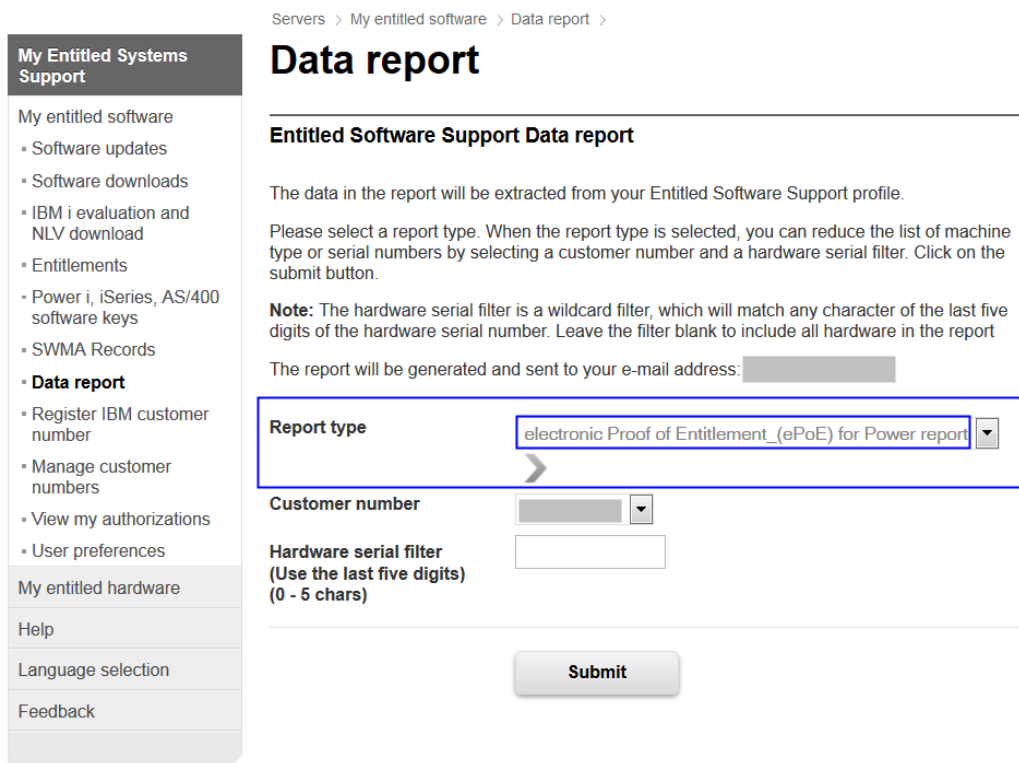 Servers > My entitled software > Data report >
My Entitled Systems
Support
My entitled software
Software updates
Software downloads
IBM i evaluation and
NLV download
Entitlements
Power i, iSeries, AS/400
software keys
SWMA Records
Data report
Register IBM customer
number
Manage customer
numbers
View my authorizations
User preferences
My entitled hardware
Help
Language selection
Feedback
Data report
Entitled Software Support Data report
The data in the report will be extracted from your Entitled Software Support profile.
Please select a report type. When the report type is selected, you can reduce the list of machine
type or serial numbers by selecting a customer number and a hardware serial filter. Click on the
submit button.
Note: The hardware serial filter is a wildcard filter, which will match any character of the last five
digits of the hardware serial number. Leave the filter blank to include all hardware in the report
The report will be generated and sent to your e-mail address:
Report type
electronic Proof of Entitlement_(ePoE) for Power report
Customer number
Hardware serial filter
(Use the last five digits)
(0 - 5 chars)
Submit